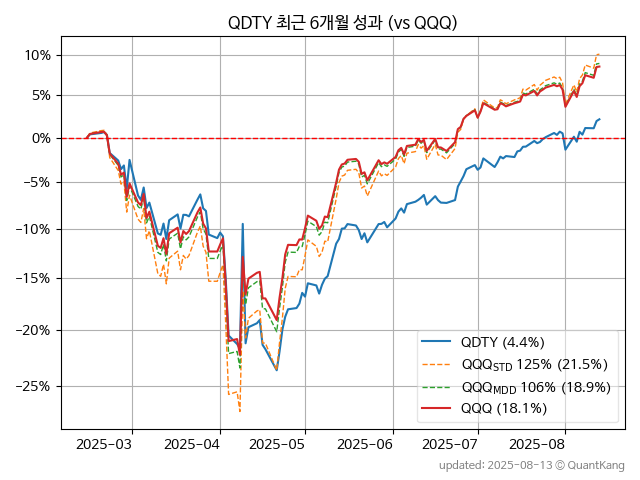 QDTY 최근 6개월 성과 (vs QQQ)
10%
5%
0%
−5%
−10%
−15%
−20%
−25%
QDTY (4.4%)
QQQSTD 125% (21.5%)
QQQMDD 106% (18.9%)
QQQ (18.1%)
2025-03
2025-04
2025-05
2025-06
2025-07
2025-08
updated: 2025-08-13 © QuantKang